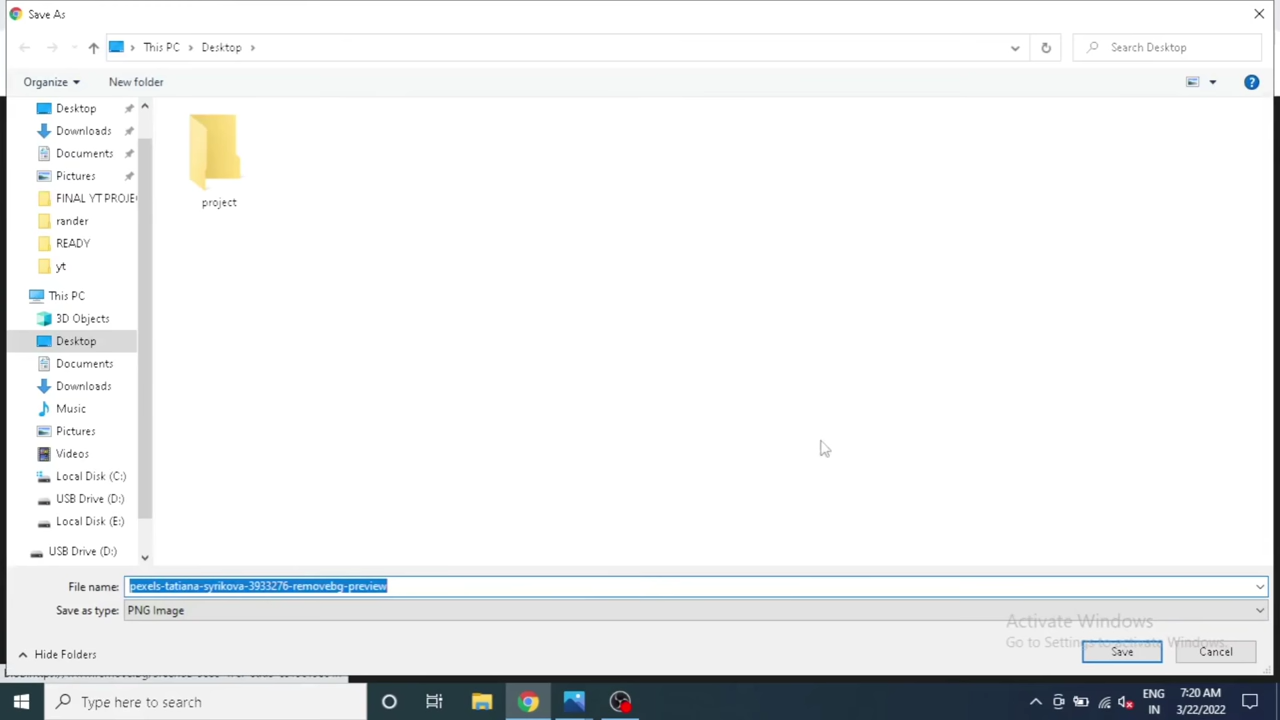 Save As
This PC
Desktop
Search Desktop
Organize
New folder
Desktop
Downloads
Documents
Pictures
FINAL YT PROJE
rander
READY
yt
This PC
3D Objects
Desktop
Documents
Downloads
Music
Pictures
Videos
Local Disk (C:)
USB Drive (D:)
Local Disk (E:)
USB Drive (D:)
project
File name: pexels-tatiana-syrikova-3933276-removebg-preview
Save as type: PNG Image
Activate Windows
Go to Settings to activate Windows.
Hide Folders
Save
Cancel
Type here to search
ENG
IN
7:20 AM
3/22/2022